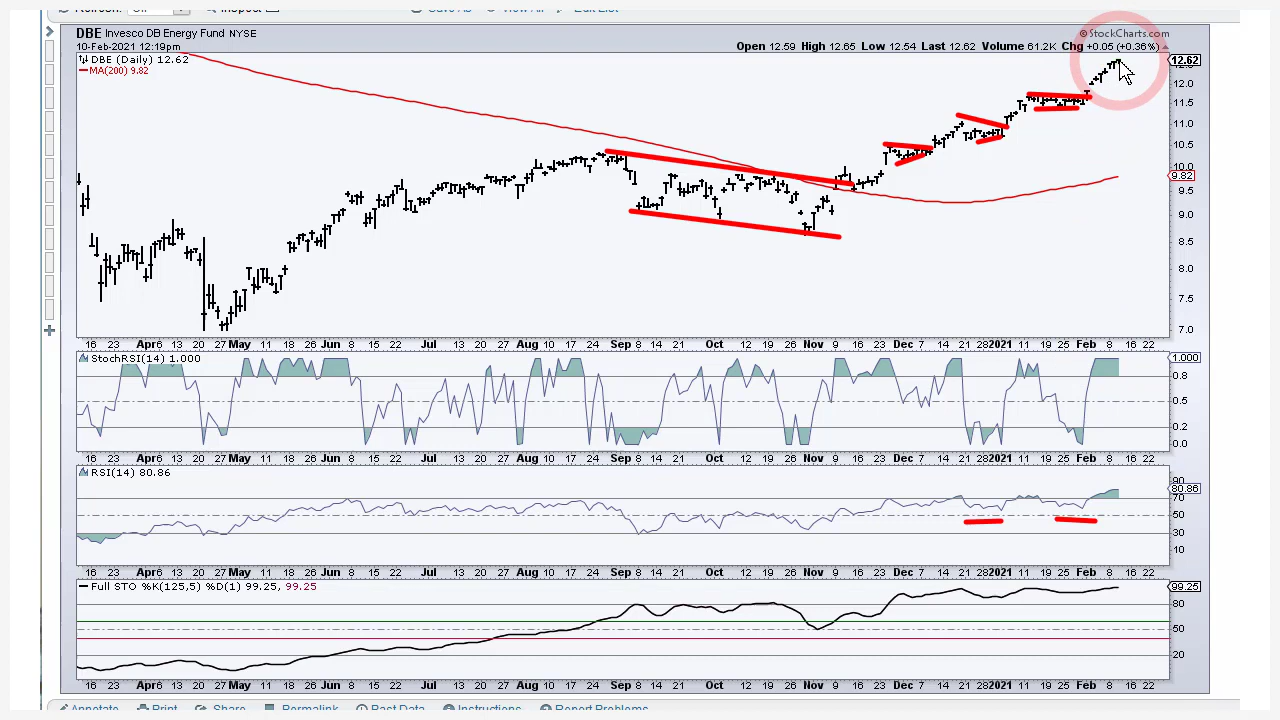 DBE Invesco DB Energy Fund NYSE
© StockCharts.com
10-Feb-2021 12:19pm
Open 12.59 High 12.65 Low 12.54 Last 12.62 Volume 61.2K Chg +0.05 (+0.36%)
DBE (Daily) 12.62
MA(200) 9.82
12.62
12.0
11.5
11.0
10.5
10.0
9.82
9.5
9.0
8.5
8.0
7.5
7.0
16 23 Apr6 13 20 27 May 11 18 26 Jun 8 15 22 Jul 6 13 20 27 Aug 10 17 24 Sep 8 14 21 Oct 12 19 26 Nov 9 16 23 Dec 7 14 21 28 2021 11 19 25 Feb 8 16 22
StochRSI(14) 1.000
1.000
0.8
0.5
0.2
0.0
16 23 Apr6 13 20 27 May 11 18 26 Jun 8 15 22 Jul 6 13 20 27 Aug 10 17 24 Sep 8 14 21 Oct 12 19 26 Nov 9 16 23 Dec 7 14 21 28 2021 11 19 25 Feb 8 16 22
RSI(14) 80.86
90
80.86
70
50
30
10
16 23 Apr6 13 20 27 May 11 18 26 Jun 8 15 22 Jul 6 13 20 27 Aug 10 17 24 Sep 8 14 21 Oct 12 19 26 Nov 9 16 23 Dec 7 14 21 28 2021 11 19 25 Feb 8 16 22
Full STO %K(125,5) %D(1) 99.25, 99.25
99.25
80
50
20
16 23 Apr6 13 20 27 May 11 18 26 Jun 8 15 22 Jul 6 13 20 27 Aug 10 17 24 Sep 8 14 21 Oct 12 19 26 Nov 9 16 23 Dec 7 14 21 28 2021 11 19 25 Feb 8 16 22
Annotate Print Share Permalink Past Data Instructions Report Problems